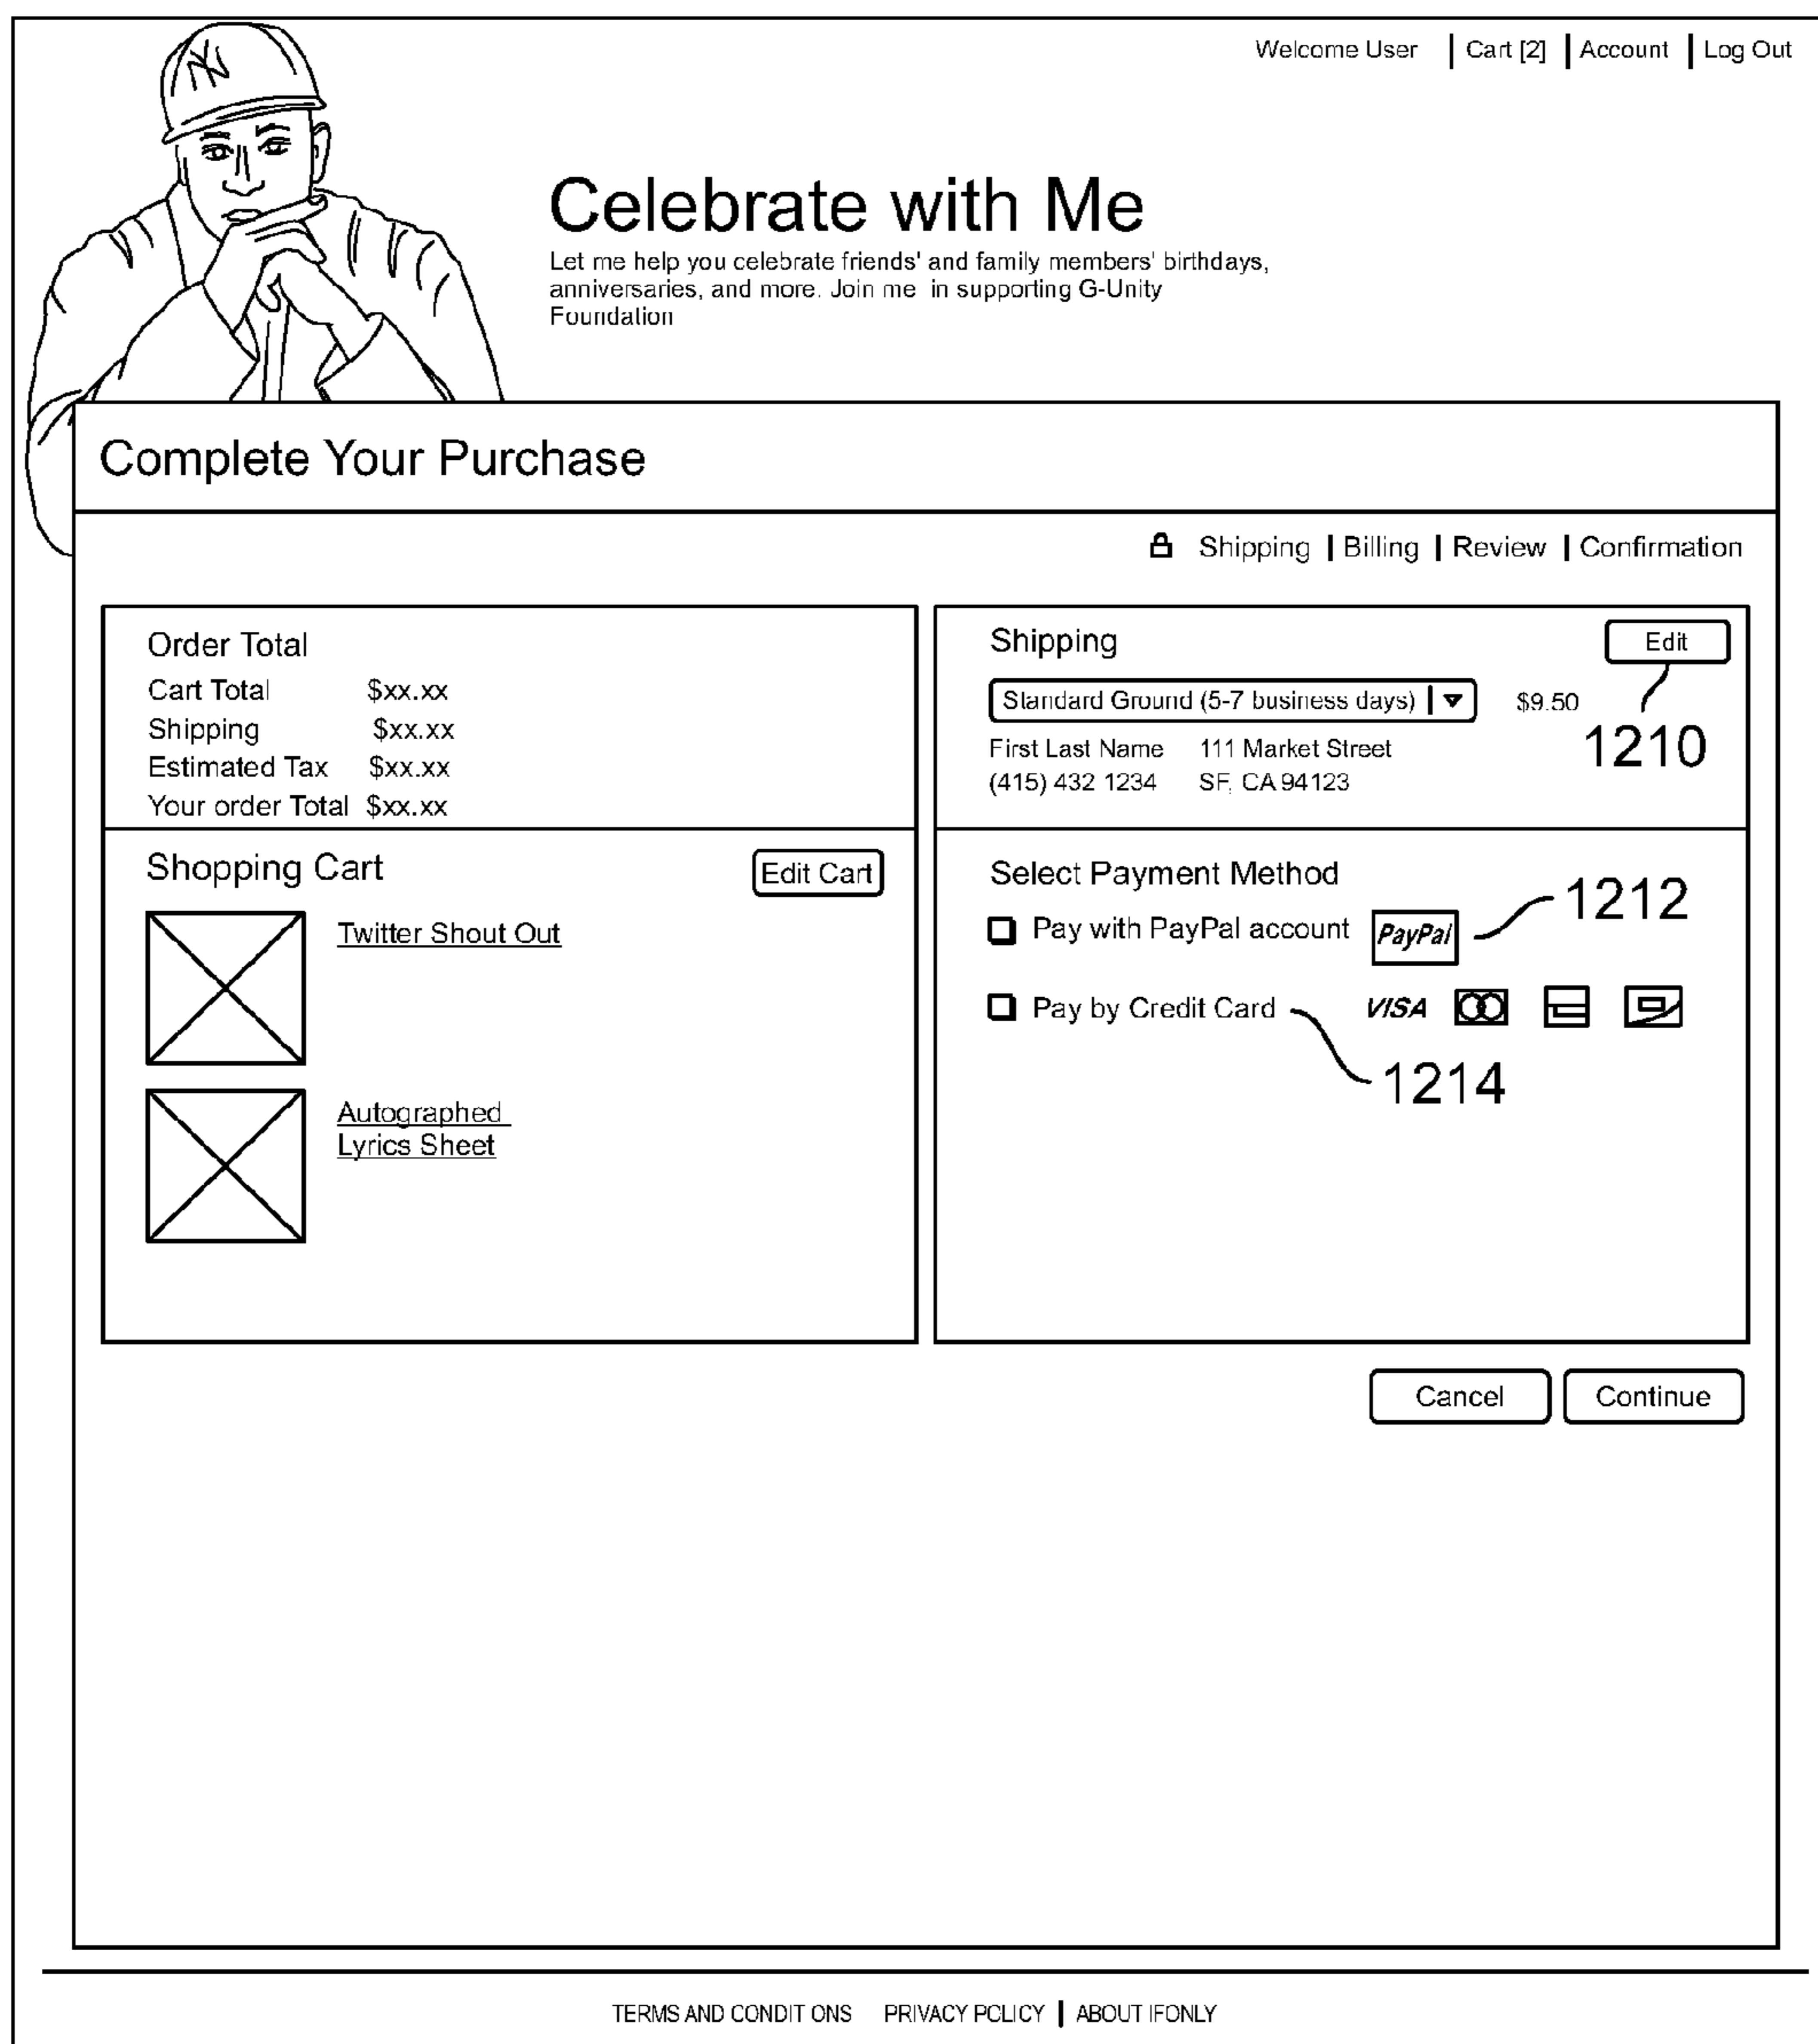 Welcome User | Cart [2] | Account | Log Out
Celebrate with Me
Let me help you celebrate friends' and family members' birthdays,
anniversaries, and more. Join me in supporting G-Unity
Foundation
Complete Your Purchase
Shipping | Billing | Review | Confirmation
Order Total
Cart Total $xx.xx
Shipping $xx.xx
Estimated Tax $xx.xx
Your order Total $xx.xx
Shipping
Edit
Standard Ground (5-7 business days) $9.50
1210
First Last Name 111 Market Street
(415) 432 1234 SF, CA 94123
Shopping Cart
Edit Cart
Twitter Shout Out
Autographed
Lyrics Sheet
Select Payment Method
1212
Pay with PayPal account PayPal
Pay by Credit Card VISA
1214
Cancel Continue
TERMS AND CONDIT ONS PRIVACY PCLICY | ABOUT IFONLY